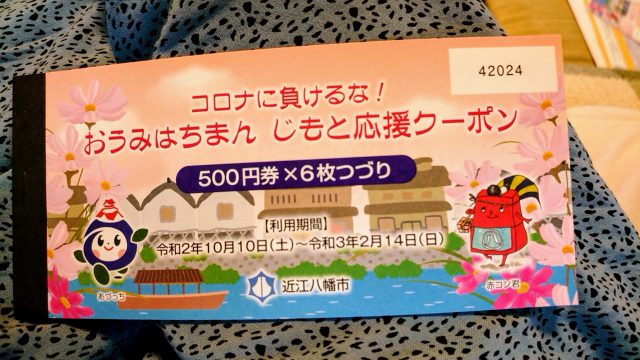 42024
コロナに負けるな!
おうみはちまん じもと応援クーポン
500円券×6枚つづり
【利用期間】
令和2年10月10日(土)~令和3年2月14日(日)
近江八幡市
あづっち
赤コン君